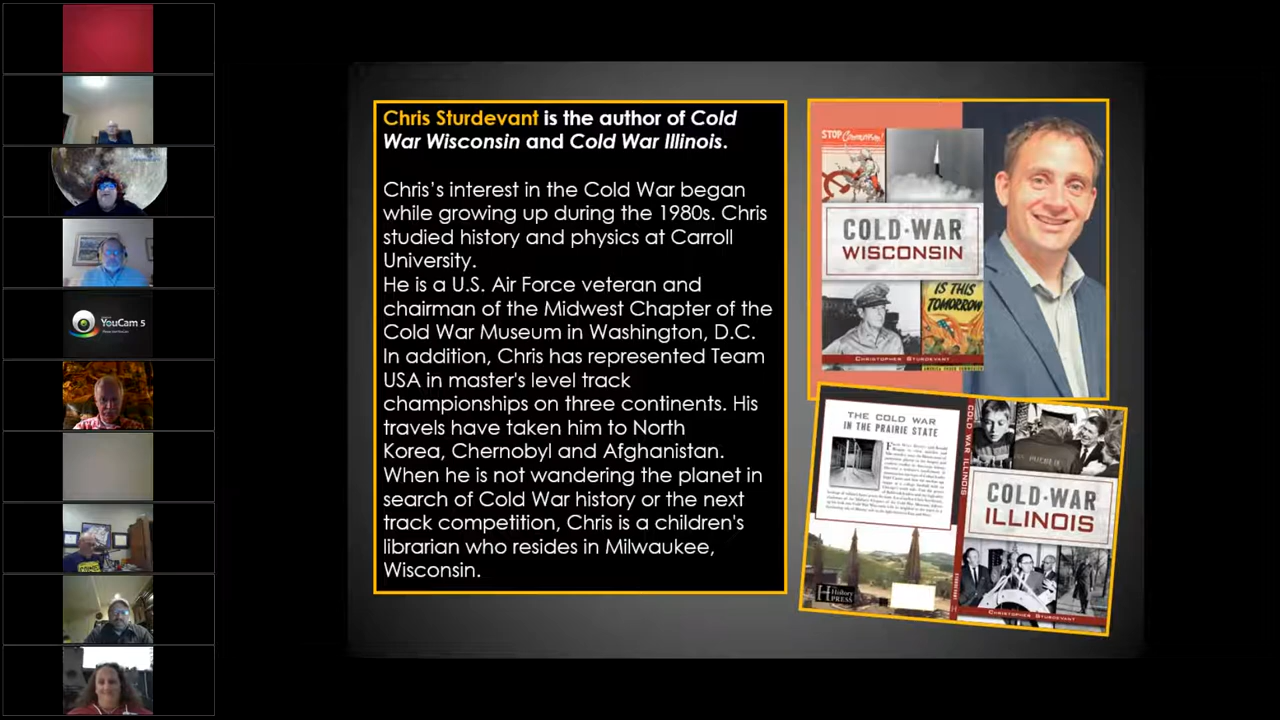 Chris Sturdevant is the author of Cold
War Wisconsin and Cold War Illinois.
Chris's interest in the Cold War began
while growing up during the 1980s. Chris
studied history and physics at Carroll
University.
He is a U.S. Air Force veteran and
chairman of the Midwest Chapter of the
Cold War Museum in Washington, D.C.
In addition, Chris has represented Team
USA in master's level track
championships on three continents. His
travels have taken him to North
Korea, Chernobyl and Afghanistan.
When he is not wandering the planet in
search of Cold War history or the next
track competition, Chris is a children's
librarian who resides in Milwaukee,
Wisconsin.
STOP
COLD·WAR
WISCONSIN
IS THIS
TOMORROW
CHRISTOPHER STURDEVANT
THE COLD WAR
IN THE PRAIRIE STATE
History
PRESS
COLD WAR ILLINOIS
STURDEVANT
COLD·WAR
ILLINOIS
CHRISTOPHER STURDEVANT
YouCam 5